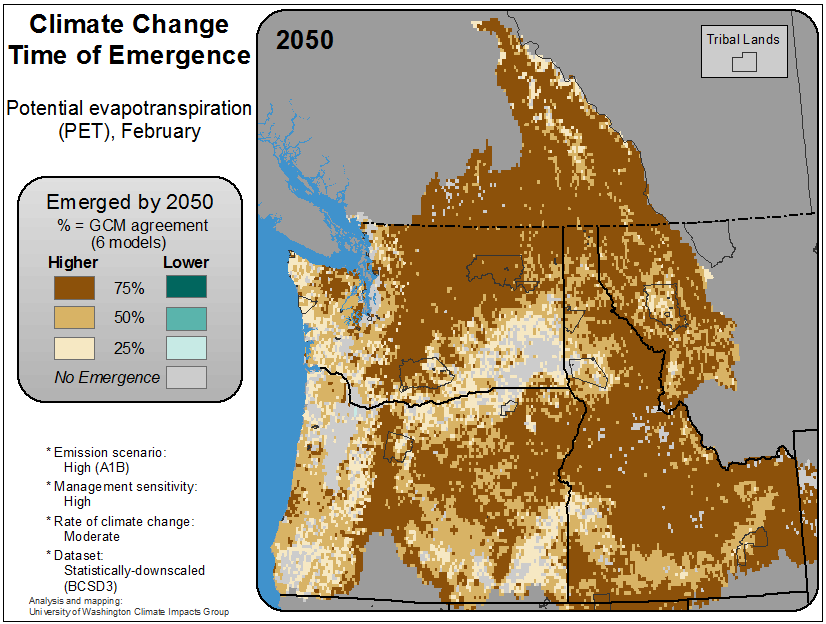 Climate Change
Time of Emergence
Potential evapotranspiration
(PET), February
Emerged by 2050
% = GCM agreement
(6 models)
Higher Lower
75%
50%
25%
No Emergence
* Emission scenario:
High (A1B)
* Management sensitivity:
High
* Rate of climate change:
Moderate
* Dataset:
Statistically-downscaled
(BCSD3)
Analysis and mapping:
University of Washington Climate Impacts Group
2050
Tribal Lands